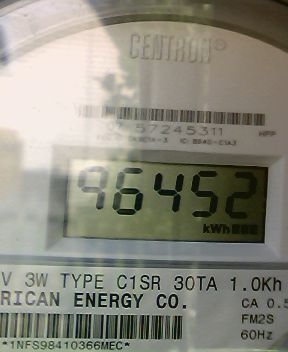 CENTRON®
57245311
96452
kWh
V 3W TYPE C1SR 30TA 1.0Kh
RICAN ENERGY CO.
CA 0.5
FM2S
60Hz
*1NFS98410366MEC*